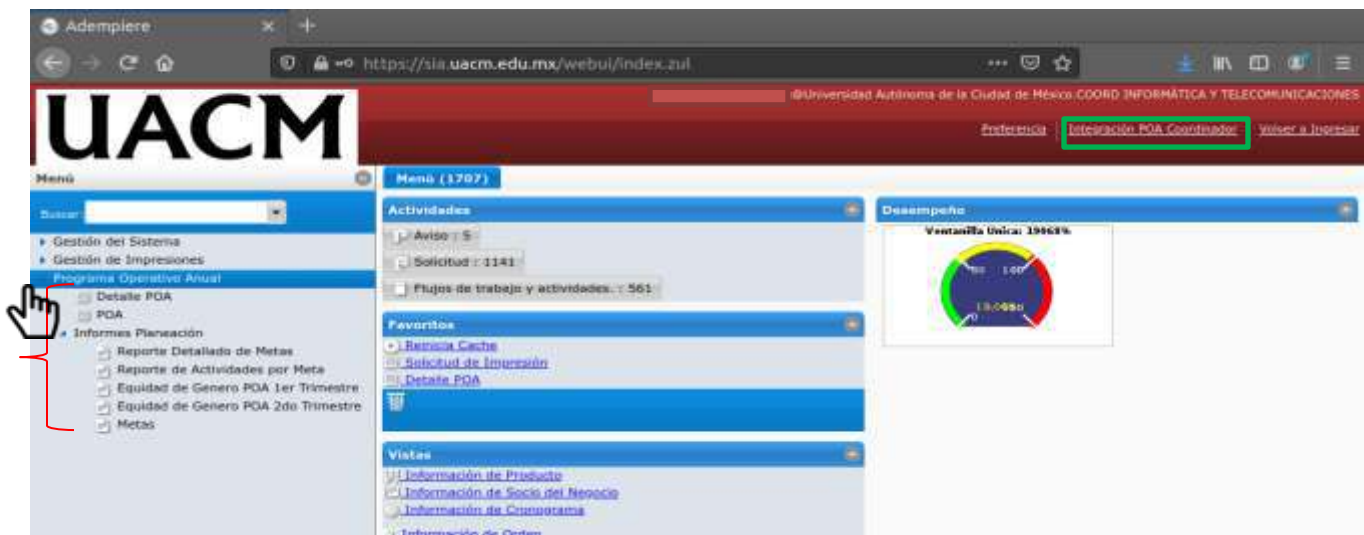 Adempiere
https://sia.uacm.edu.mx/webui/index.zul
UACM
@Universidad Autónoma de la Ciudad de México.COORD INFORMÁTICA Y TELECOMUNICACIONES
Preferencia Integración POA Coordinador Volver a Ingresar
Menú
Menú (1707)
Buscar
Gestión del Sistema
Gestión de Impresiones
Programa Operativo Anual
Detalle POA
POA
Informes Planeación
Reporte Detallado de Metas
Reporte de Actividades por Meta
Equidad de Genero POA 1er Trimestre
Equidad de Genero POA 2do Trimestre
Metas
Actividades
Aviso : 5
Solicitud : 1141
Flujos de trabajo y actividades. : 561
Favoritos
Reinicia Cache
Solicitud de Impresión
Detalle POA
Vistas
Información de Producto
Información de Socio del Negocio
Información de Cronograma
Información de Orden
Desempeño
Ventanilla Unica: 19968%